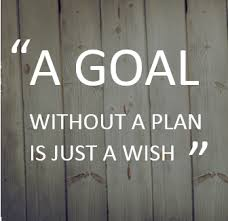 “A GOAL
WITHOUT A PLAN
IS JUST A WISH”